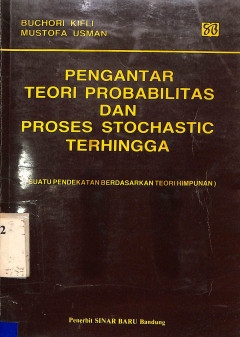 BUCHORI KIFLI
MUSTOFA USMAN
PENGANTAR
TEORI PROBABILITAS
DAN
PROSES STOCHASTIC
TERHINGGA
SUATU PENDEKATAN BERDASARKAN TEORI HIMPUNAN )
2
Penerbit SINAR BARU Bandung